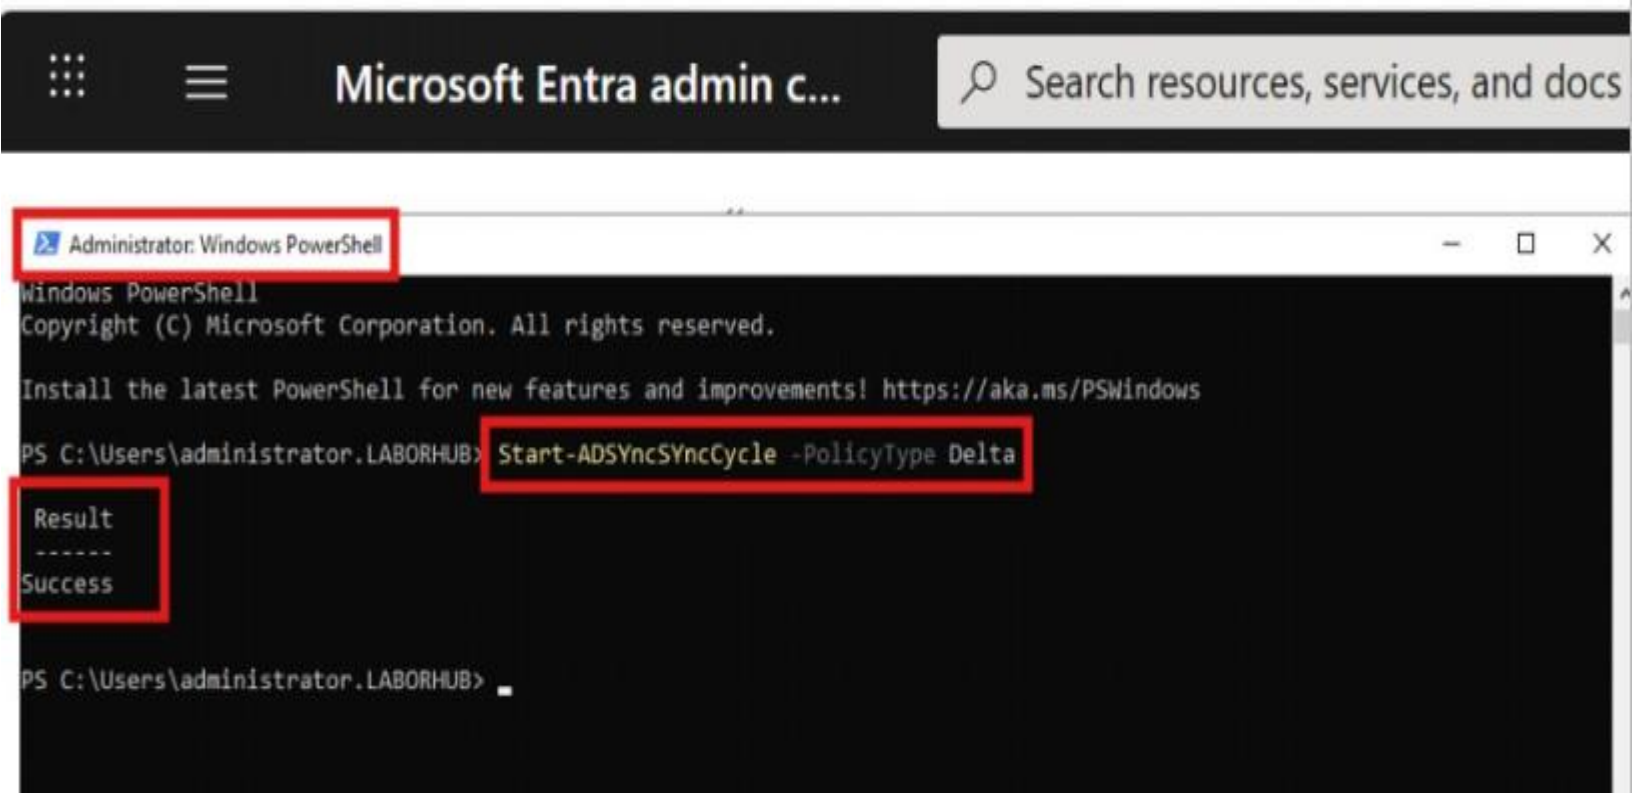 Microsoft Entra admin c...
Search resources, services, and docs
Administrator: Windows PowerShell
Windows PowerShell
Copyright (C) Microsoft Corporation. All rights reserved.
Install the latest PowerShell for new features and improvements! https://aka.ms/PSWindows
PS C:\Users\administrator.LABORHUB> Start-ADSYncSYncCycle -PolicyType Delta
Result
------
Success
PS C:\Users\administrator.LABORHUB>